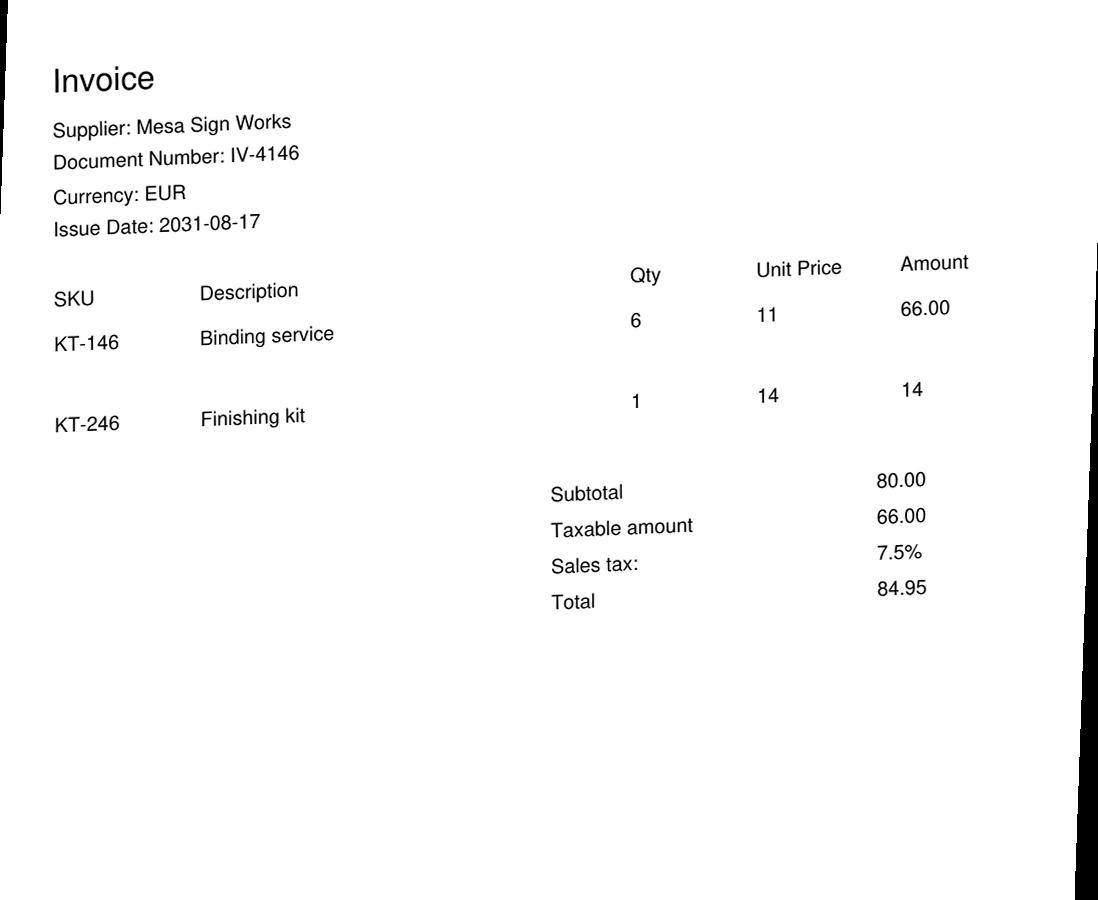 Invoice
Supplier: Mesa Sign Works
Document Number: IV-4146
Currency: EUR
Issue Date: 2031-08-17
SKU Description Qty Unit Price Amount
KT-146 Binding service 6 11 66.00
KT-246 Finishing kit 1 14 14
Subtotal 80.00
Taxable amount 66.00
Sales tax: 7.5%
Total 84.95